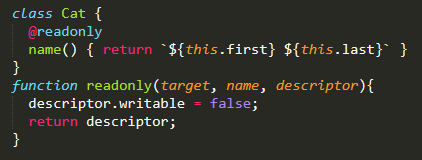 class Cat {
  @readonly
  name() { return `${this.first} ${this.last}` }
}
function readonly(target, name, descriptor){
  descriptor.writable = false;
  return descriptor;
}